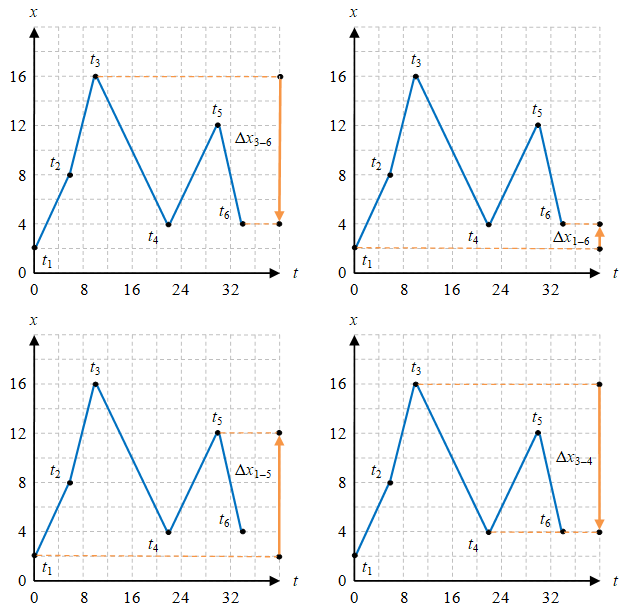 x
16
12
8
4
0
t₁
t₂
t₃
t₄
t₅
t₆
Δx₃₋₆
t
0 8 16 24 32
x
16
12
8
4
0
t₁
t₂
t₃
t₄
t₅
t₆
Δx₁₋₆
t
0 8 16 24 32
x
16
12
8
4
0
t₁
t₂
t₃
t₄
t₅
t₆
Δx₁₋₅
t
0 8 16 24 32
x
16
12
8
4
0
t₁
t₂
t₃
t₄
t₅
t₆
Δx₃₋₄
t
0 8 16 24 32